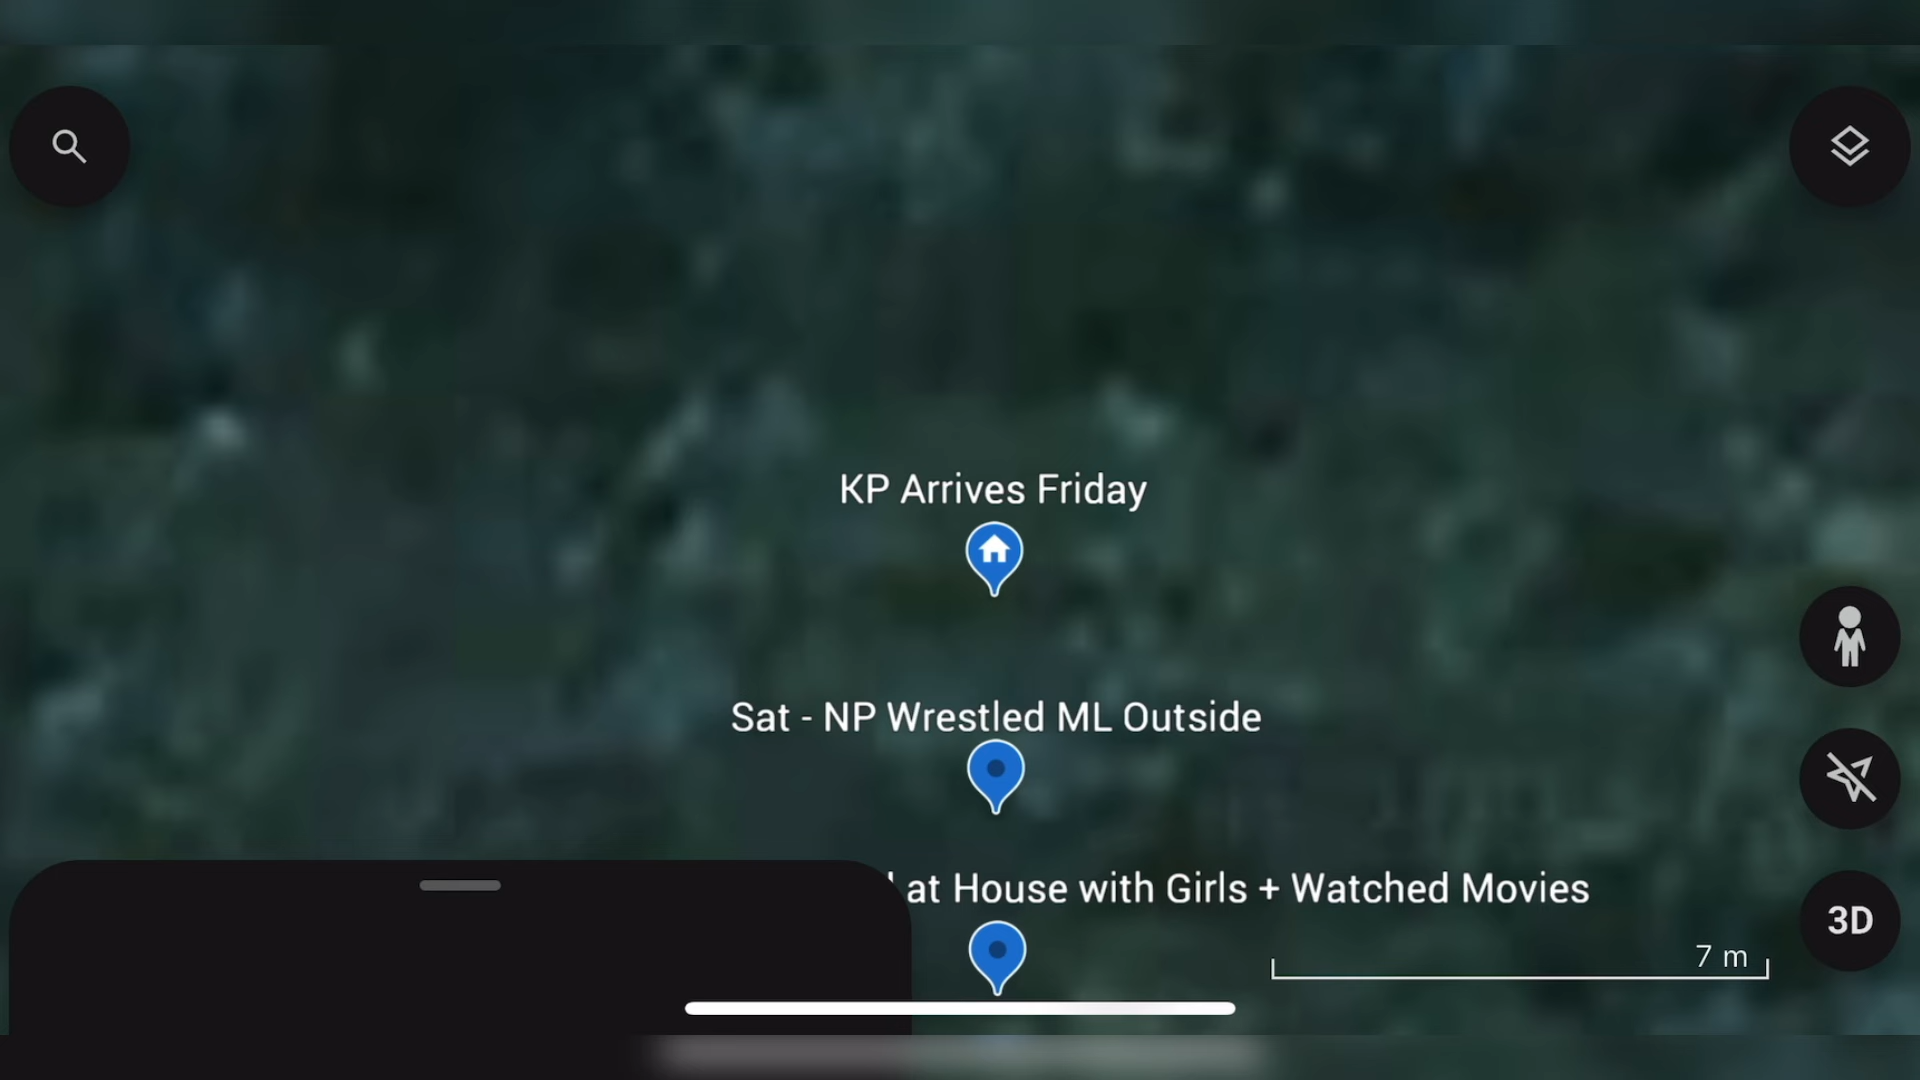 KP Arrives Friday
Sat - NP Wrestled ML Outside
at House with Girls + Watched Movies
7 m
3D